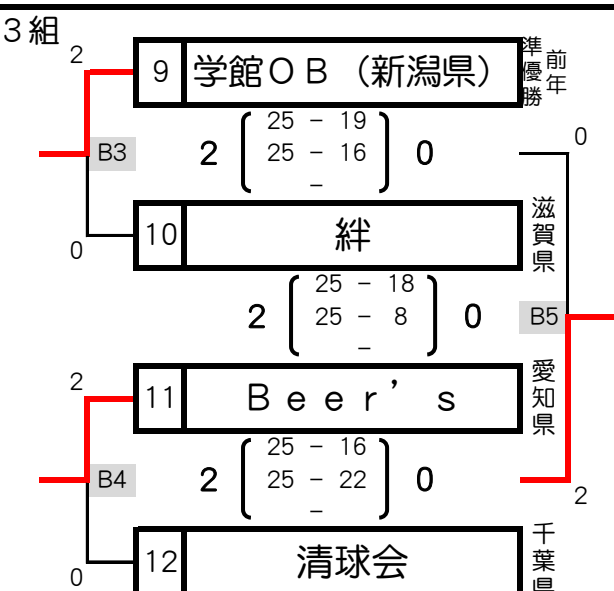 3組
2
9 学館OB（新潟県） 前年準優勝
25 - 19
B3 2 25 - 16 0
-
0
0
10 絆 滋賀県
25 - 18
2 25 - 8 0 B5
-
2
11 Beer's 愛知県
25 - 16
B4 2 25 - 22 0
-
2
0
12 清球会 千葉県